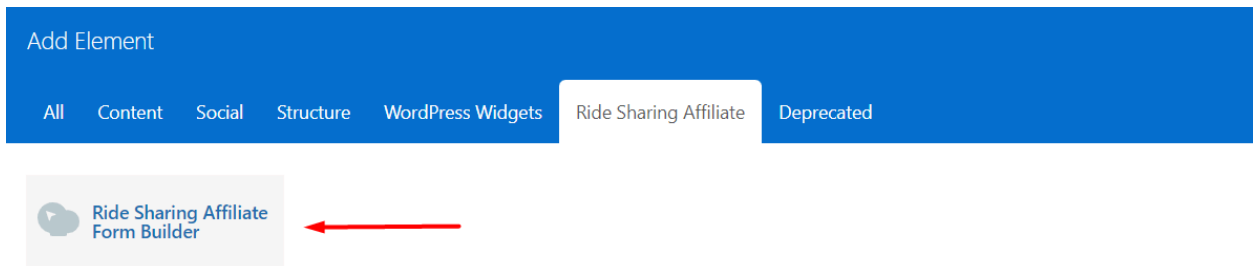 Add Element
All Content Social Structure WordPress Widgets Ride Sharing Affiliate Deprecated
Ride Sharing Affiliate
Form Builder